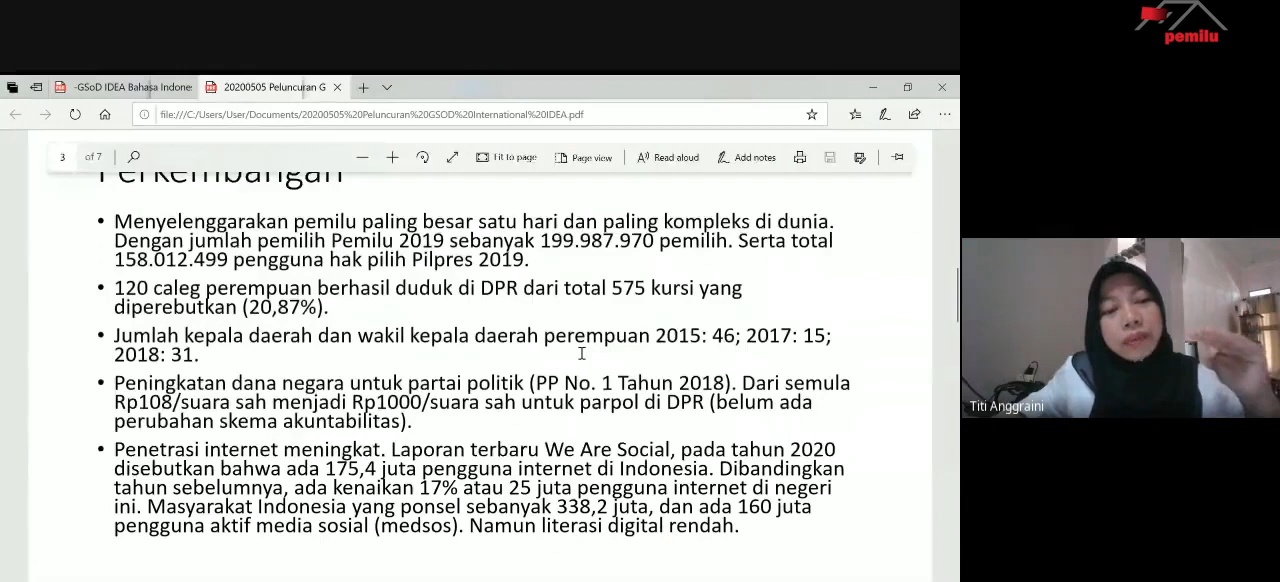 pemilu
-GSoD IDEA Bahasa Indone:
20200505 Peluncuran G
file:///C:/Users/User/Documents/20200505%20Peluncuran%20GSOD%20International%20IDEA.pdf
3 of 7
Fit to page
Page view
Read aloud
Add notes
Perkembangan
• Menyelenggarakan pemilu paling besar satu hari dan paling kompleks di dunia.
Dengan jumlah pemilih Pemilu 2019 sebanyak 199.987.970 pemilih. Serta total
158.012.499 pengguna hak pilih Pilpres 2019.
• 120 caleg perempuan berhasil duduk di DPR dari total 575 kursi yang
diperebutkan (20,87%).
• Jumlah kepala daerah dan wakil kepala daerah perempuan 2015: 46; 2017: 15;
2018: 31.
• Peningkatan dana negara untuk partai politik (PP No. 1 Tahun 2018). Dari semula
Rp108/suara sah menjadi Rp1000/suara sah untuk parpol di DPR (belum ada
perubahan skema akuntabilitas).
• Penetrasi internet meningkat. Laporan terbaru We Are Social, pada tahun 2020
disebutkan bahwa ada 175,4 juta pengguna internet di Indonesia. Dibandingkan
tahun sebelumnya, ada kenaikan 17% atau 25 juta pengguna internet di negeri
ini. Masyarakat Indonesia yang ponsel sebanyak 338,2 juta, dan ada 160 juta
pengguna aktif media sosial (medsos). Namun literasi digital rendah.
Titi Anggraini